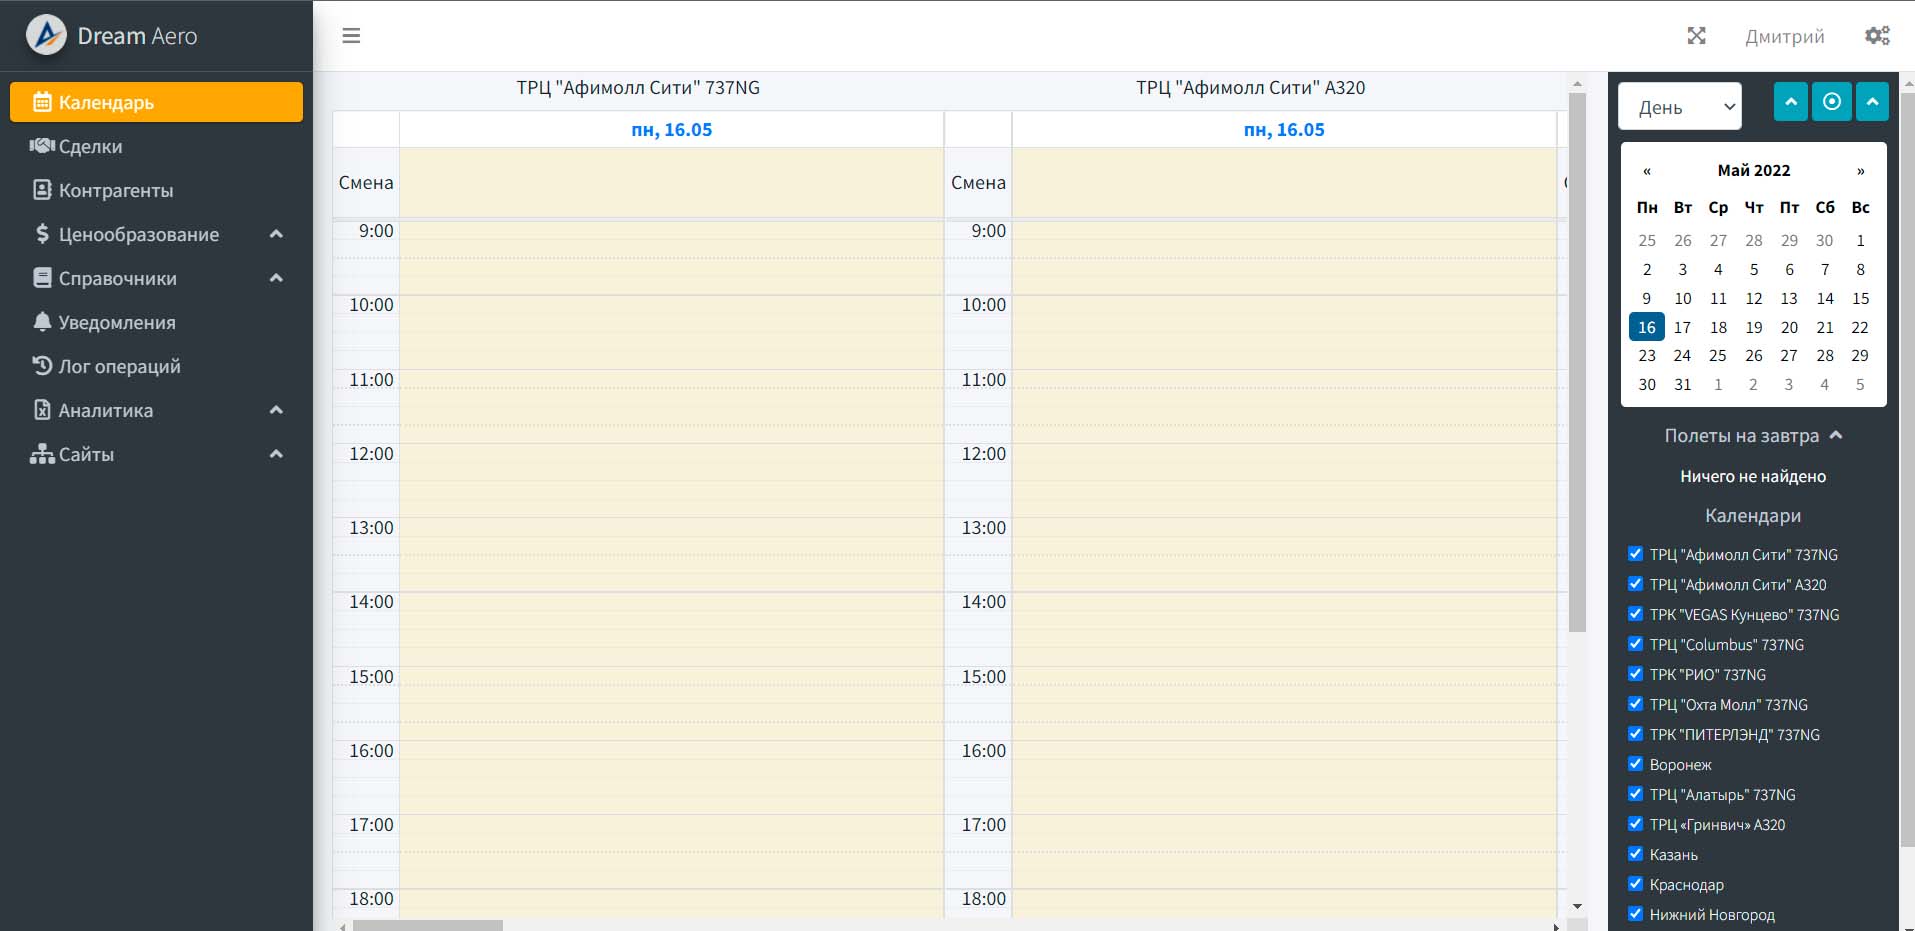 Dream Aero
Дмитрий
Календарь
Сделки
Контрагенты
Ценообразование
Справочники
Уведомления
Лог операций
Аналитика
Сайты
ТРЦ "Афимолл Сити" 737NG
пн, 16.05
Смена
9:00
10:00
11:00
12:00
13:00
14:00
15:00
16:00
17:00
18:00
ТРЦ "Афимолл Сити" A320
пн, 16.05
Смена
9:00
10:00
11:00
12:00
13:00
14:00
15:00
16:00
17:00
18:00
День
« Май 2022 »
Пн Вт Ср Чт Пт Сб Вс
25 26 27 28 29 30 1
2 3 4 5 6 7 8
9 10 11 12 13 14 15
16 17 18 19 20 21 22
23 24 25 26 27 28 29
30 31 1 2 3 4 5
Полеты на завтра
Ничего не найдено
Календари
ТРЦ "Афимолл Сити" 737NG
ТРЦ "Афимолл Сити" A320
ТРК "VEGAS Кунцево" 737NG
ТРЦ "Columbus" 737NG
ТРК "РИО" 737NG
ТРЦ "Охта Молл" 737NG
ТРК "ПИТЕРЛЭНД" 737NG
Воронеж
ТРЦ "Алатырь" 737NG
ТРЦ «Гринвич» A320
Казань
Краснодар
Нижний Новгород